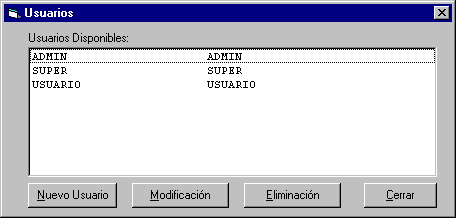 Usuarios
Usuarios Disponibles:
ADMIN ADMIN
SUPER SUPER
USUARIO USUARIO
Nuevo Usuario Modificación Eliminación Cerrar